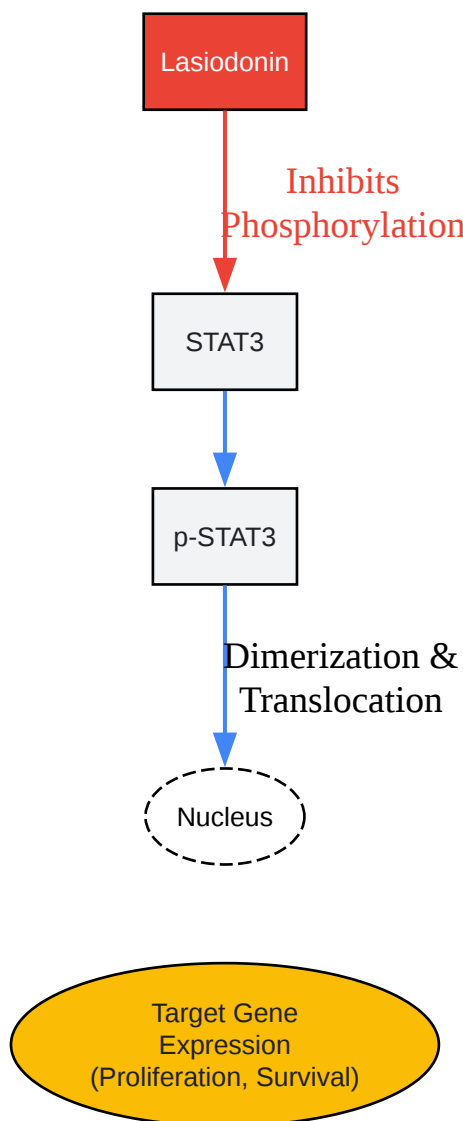 Lasiodonin
Inhibits
Phosphorylation
STAT3
p-STAT3
Dimerization &
Translocation
Nucleus
Target Gene
Expression
(Proliferation, Survival)